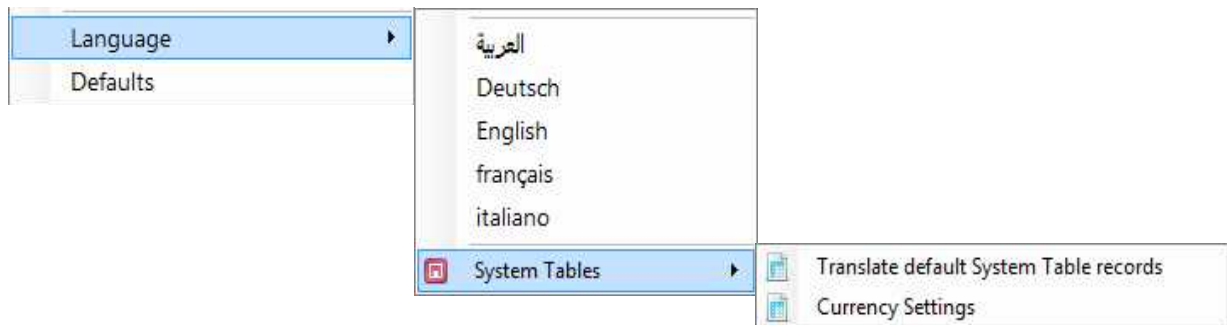 Language
Defaults
العربية
Deutsch
English
français
italiano
System Tables
Translate default System Table records
Currency Settings